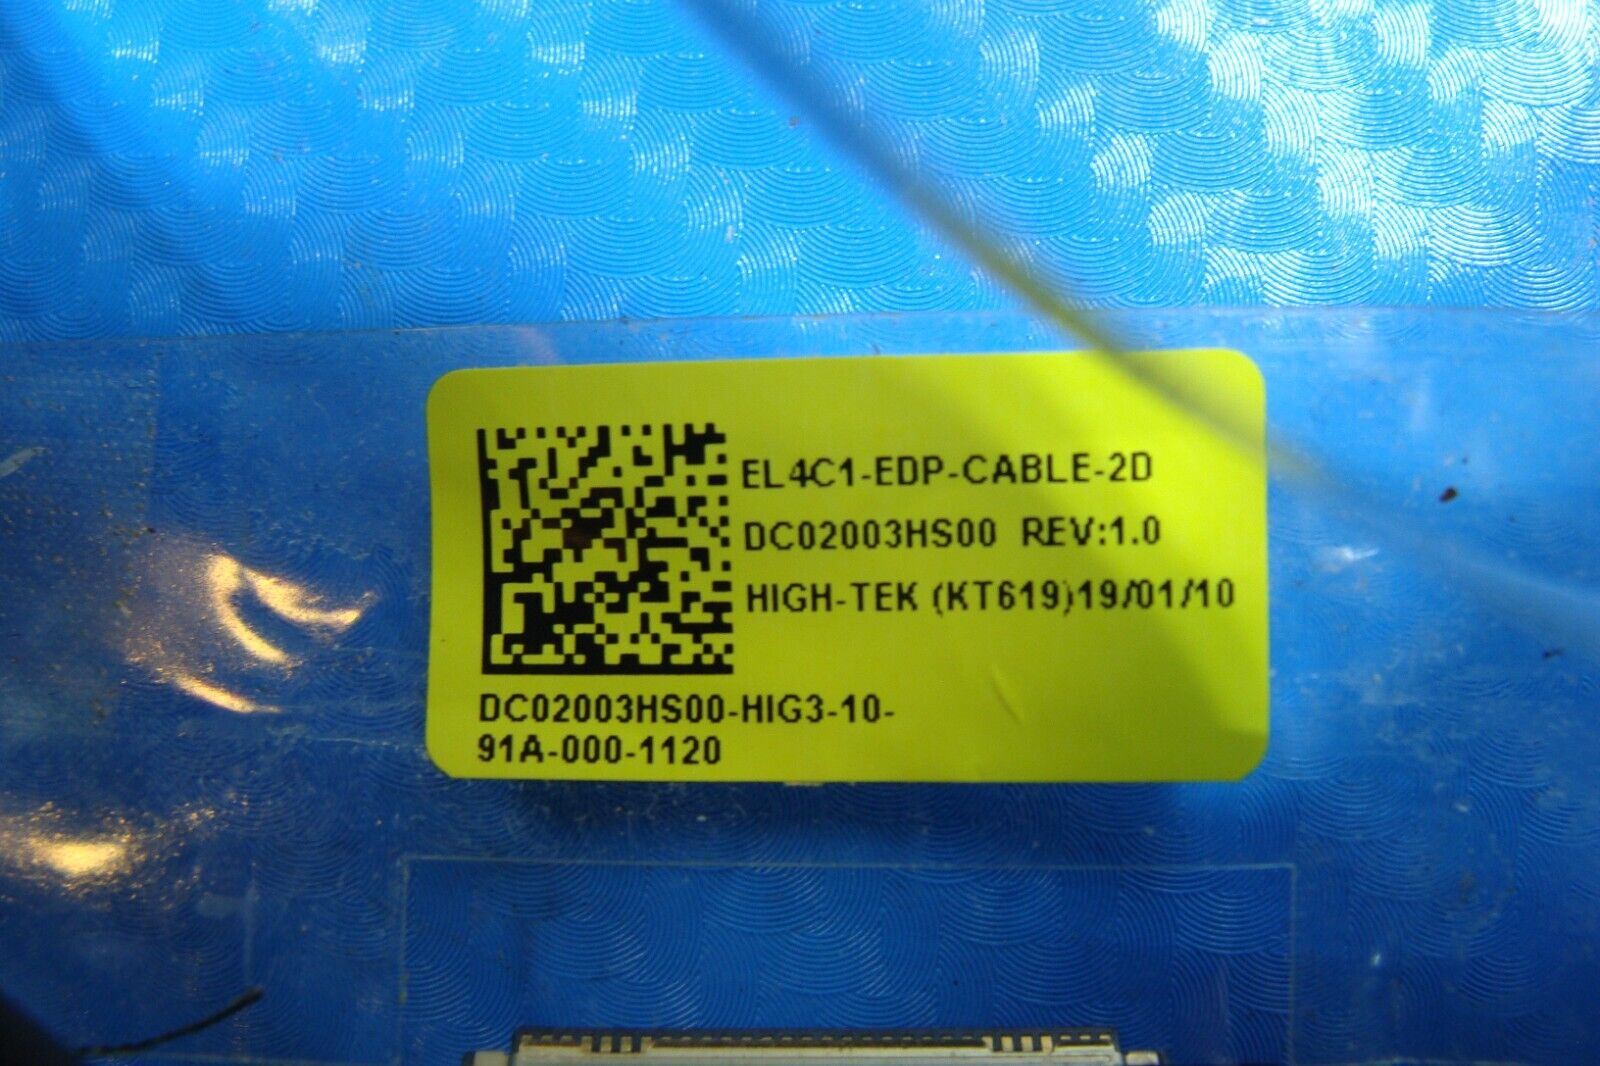 EL4C1-EDP-CABLE-2D
DC02003HS00 REV:1.0
HIGH-TEK (KT619)19/01/10
DC02003HS00-HIG3-10-
91A-000-1120